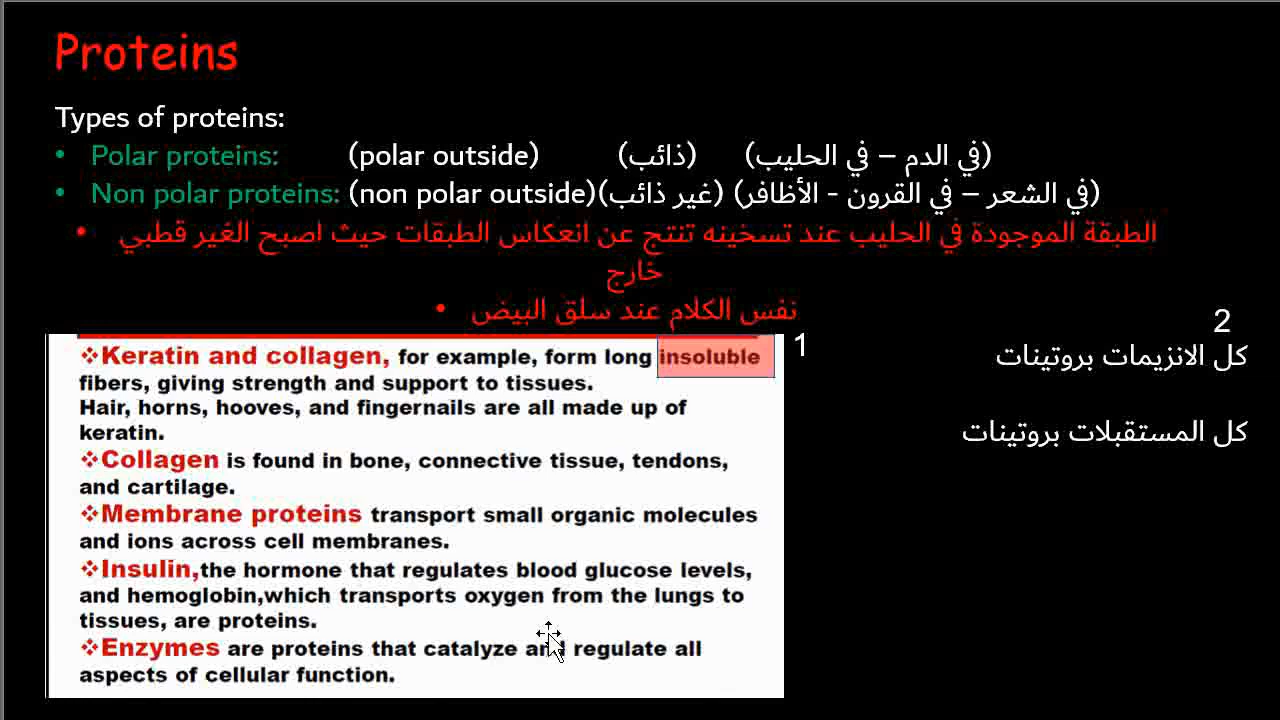 Proteins
Types of proteins:
• Polar proteins: (polar outside) (ذائب) (في الدم – في الحليب)
• Non polar proteins: (non polar outside)(غير ذائب) (في الشعر – في القرون - الأظافر)
• الطبقة الموجودة في الحليب عند تسخينه تنتج عن انعكاس الطبقات حيث اصبح الغير قطبي
خارج
• نفس الكلام عند سلق البيض
❖Keratin and collagen, for example, form long insoluble
fibers, giving strength and support to tissues.
Hair, horns, hooves, and fingernails are all made up of
keratin.
❖Collagen is found in bone, connective tissue, tendons,
and cartilage.
❖Membrane proteins transport small organic molecules
and ions across cell membranes.
❖Insulin,the hormone that regulates blood glucose levels,
and hemoglobin,which transports oxygen from the lungs to
tissues, are proteins.
❖Enzymes are proteins that catalyze and regulate all
aspects of cellular function.
1
2
كل الانزيمات بروتينات
كل المستقبلات بروتينات